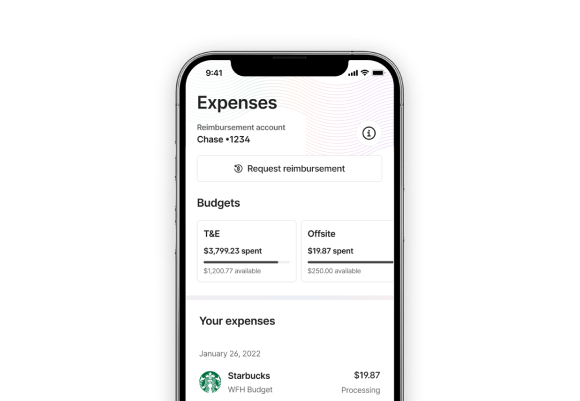 9:41
Expenses
Reimbursement account
Chase •1234
Request reimbursement
Budgets
T&E
$3,799.23 spent
$1,200.77 available
Offsite
$19.87 spent
$250.00 available
Your expenses
January 26, 2022
Starbucks
$19.87
WFH Budget
Processing